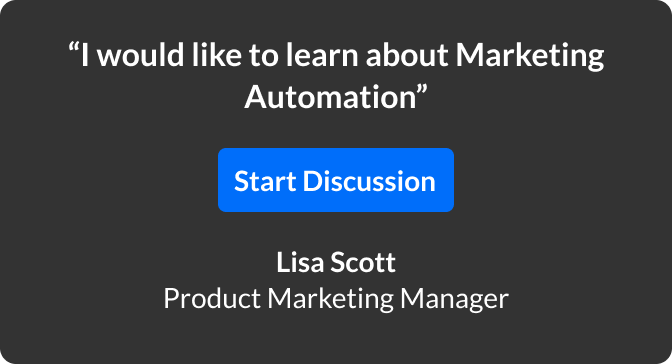 “I would like to learn about Marketing
Automation”
Start Discussion
Lisa Scott
Product Marketing Manager